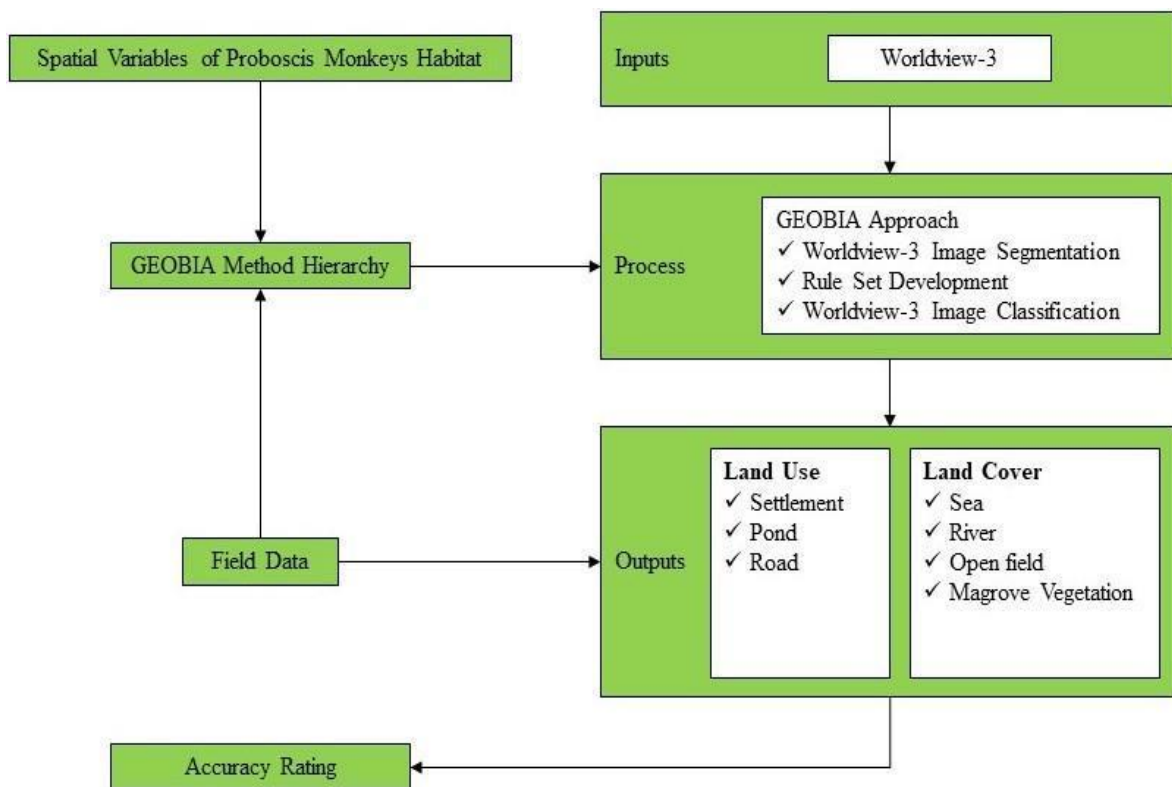 Spatial Variables of Proboscis Monkeys Habitat
Inputs
Worldview-3
GEOBIA Method Hierarchy
Process
GEOBIA Approach
✓ Worldview-3 Image Segmentation
✓ Rule Set Development
✓ Worldview-3 Image Classification
Field Data
Outputs
Land Use
✓ Settlement
✓ Pond
✓ Road
Land Cover
✓ Sea
✓ River
✓ Open field
✓ Magrove Vegetation
Accuracy Rating